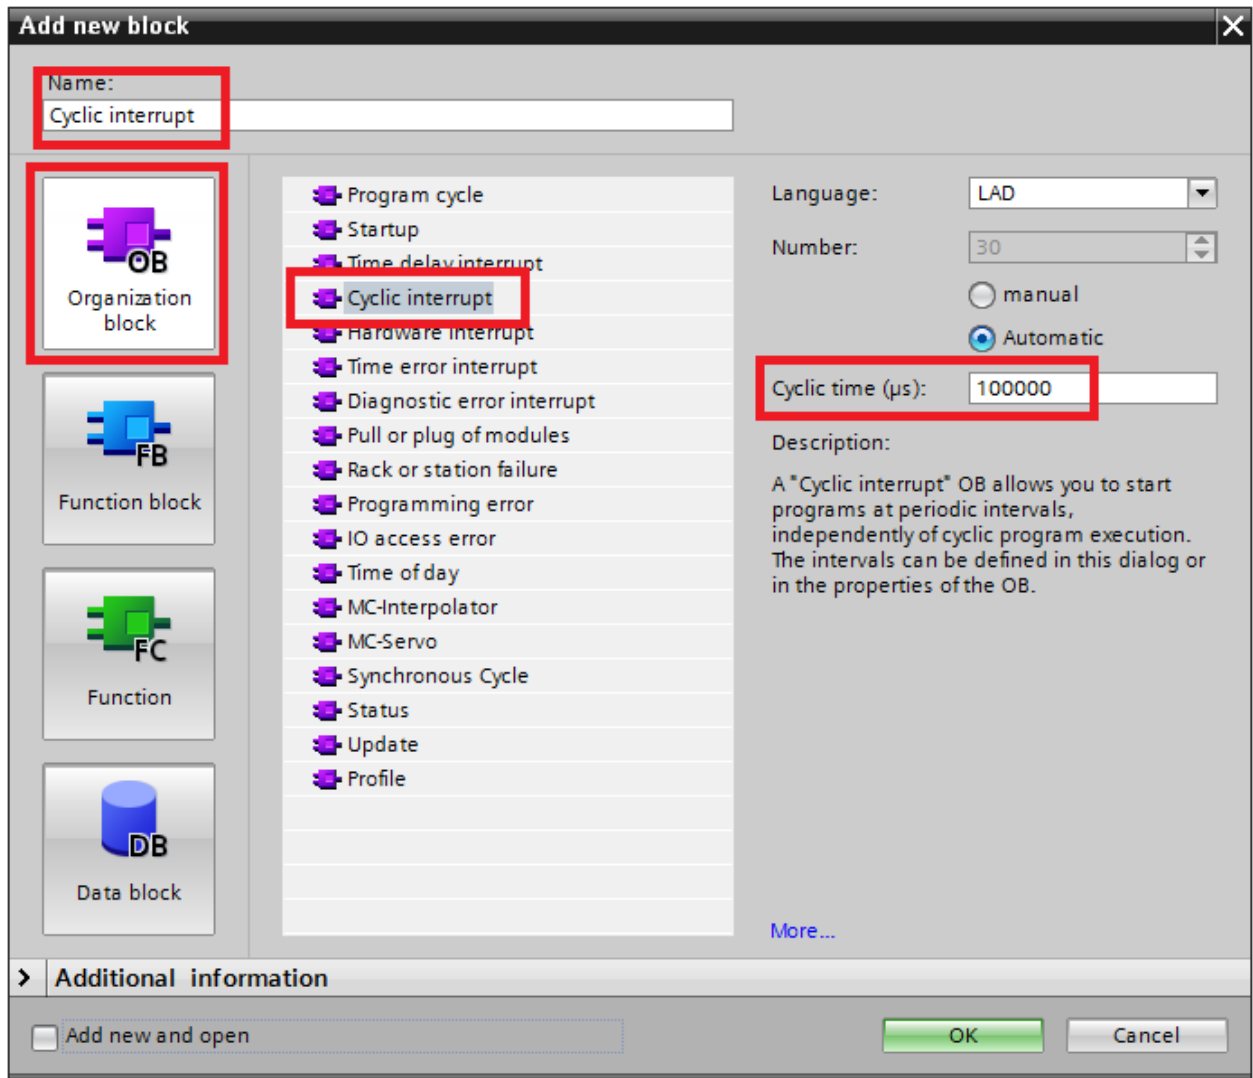 Add new block
Name:
Cyclic interrupt
OB
Organization
block
FB
Function block
FC
Function
DB
Data block
Program cycle
Startup
Time delay interrupt
Cyclic interrupt
Hardware interrupt
Time error interrupt
Diagnostic error interrupt
Pull or plug of modules
Rack or station failure
Programming error
IO access error
Time of day
MC-Interpolator
MC-Servo
Synchronous Cycle
Status
Update
Profile
Language: LAD
Number: 30
manual
Automatic
Cyclic time (µs): 100000
Description:
A "Cyclic interrupt" OB allows you to start
programs at periodic intervals,
independently of cyclic program execution.
The intervals can be defined in this dialog or
in the properties of the OB.
More...
> Additional information
Add new and open
OK
Cancel